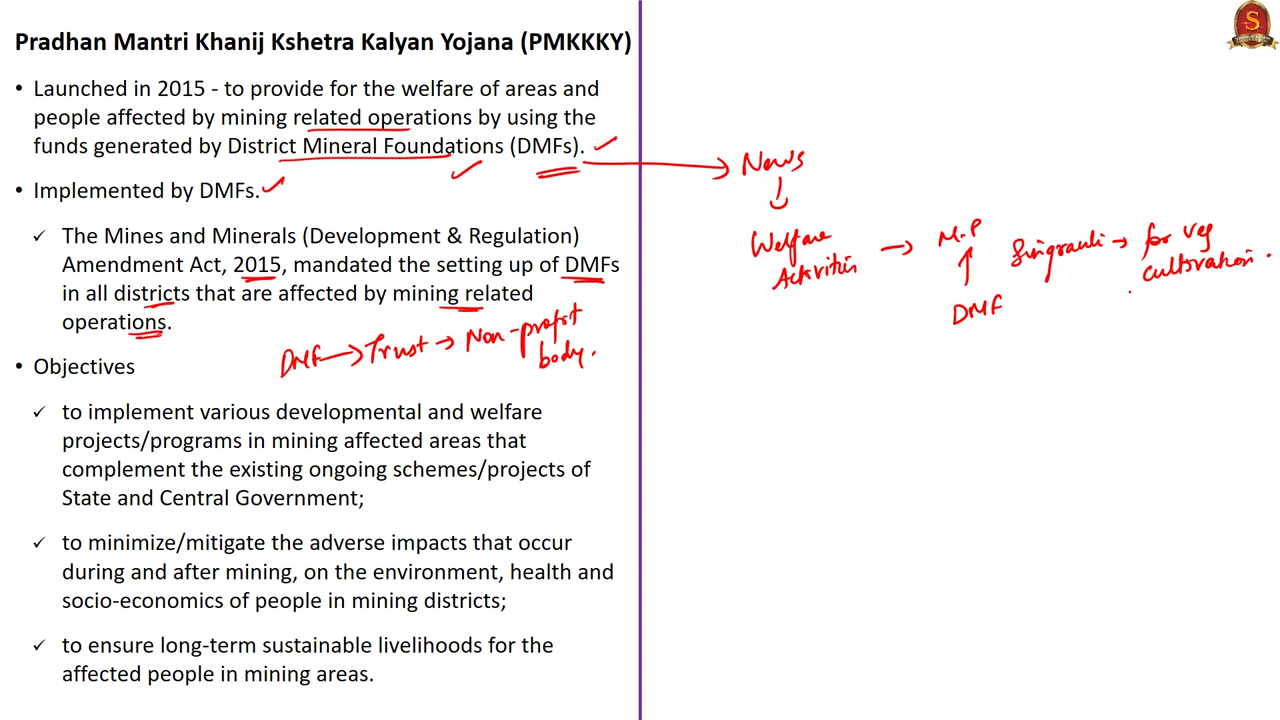 Pradhan Mantri Khanij Kshetra Kalyan Yojana (PMKKKY)
• Launched in 2015 - to provide for the welfare of areas and
people affected by mining related operations by using the
funds generated by District Mineral Foundations (DMFs).
• Implemented by DMFs.
✓ The Mines and Minerals (Development & Regulation)
Amendment Act, 2015, mandated the setting up of DMFs
in all districts that are affected by mining related
operations.
DMF → Trust → Non-profit
body.
• Objectives
✓ to implement various developmental and welfare
projects/programs in mining affected areas that
complement the existing ongoing schemes/projects of
State and Central Government;
✓ to minimize/mitigate the adverse impacts that occur
during and after mining, on the environment, health and
socio-economics of people in mining districts;
✓ to ensure long-term sustainable livelihoods for the
affected people in mining areas.
→ News
↓
Welfare
Activities → M.P
↑
DMF
Singrauli → for veg
cultivation.
S